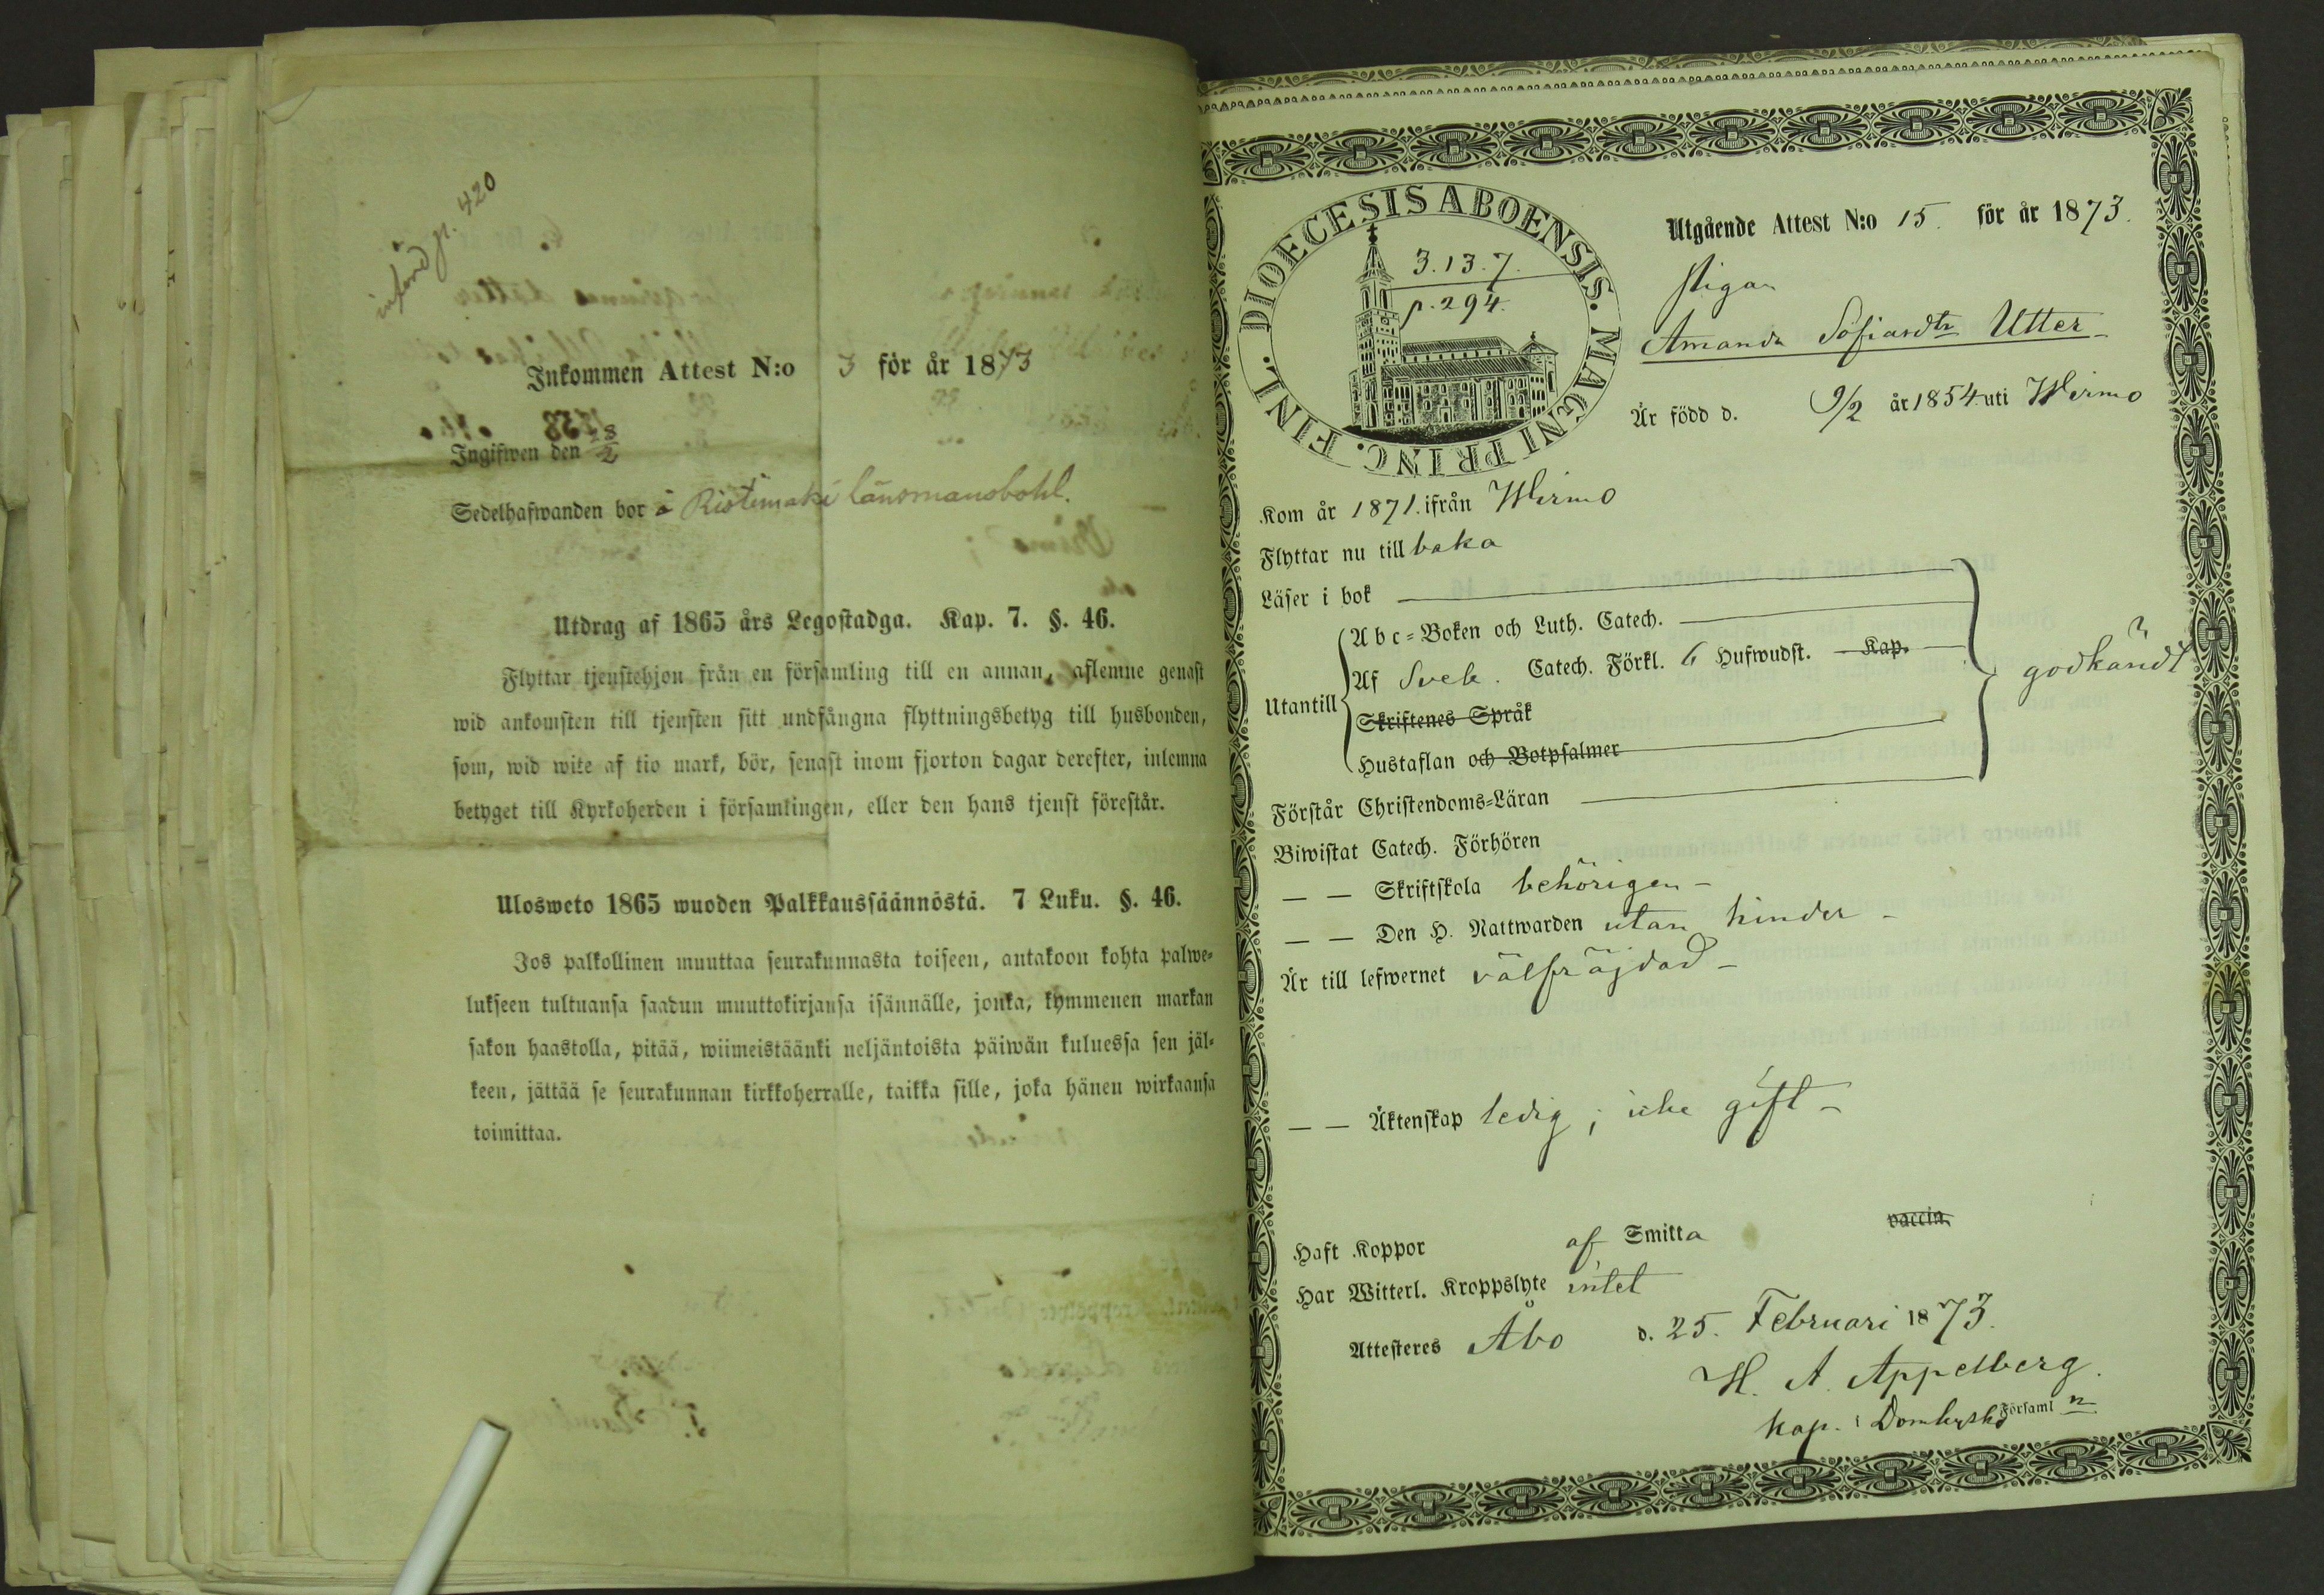 införd p. 420
Inkommen Attest N:o 3 för år 1873
Ingifwen den 28/2
Sedelhafwanden bor å Ristimäki länsmansbohl.
Utdrag af 1865 års Legostadga. Kap. 7. §. 46.
Flyttar tjenstehjon från en församling till en annan, aflemne genast
wid ankomsten till tjensten sitt undfångna flyttningsbetyg till husbonden,
som, wid wite af tio mark, bör, senast inom fjorton dagar derefter, inlemna
betyget till Kyrkoherden i församlingen, eller den hans tjenst förestår.
Ulosweto 1865 wuoden Palkkaussäännöstä. 7 Luku. §. 46.
Jos palkollinen muuttaa seurakunnasta toiseen, antakoon kohta palwe-
lukseen tultuansa saadun muuttokirjansa isännälle, jonka, kymmenen markan
sakon haastolla, pitää, wiimeistäänki neljäntoista päiwän kuluessa sen jäl-
keen, jättää se seurakunnan kirkkoherralle, taikka sille, joka hänen wirkaansa
toimittaa.
FINL. DIOECESIS ABOENSIS. MAGNI PRINC.
3.13.7.
p. 294.
Utgående Attest N:o 15. för år 1873.
Pigan
Amanda Sofiasdtr Utter
Är född d. 9/2 år 1854 uti Wirmo
Kom år 1871. ifrån Wirmo
Flyttar nu till baka
Läser i bok
Utantill
Abc-Boken och Luth. Catech.
Af Sveb. Catech. Förkl. 6 Hufwudst. Kap.
Skriftenes Språk
Hustaflan och Botpsalmer
godkändt
Förstår Christendoms-Läran
Biwistat Catech. Förhören
— — Skriftskola behörigen
— — Den H. Nattwarden utan hinder
Är till lefwernet välfräjdad
— — Äktenskap ledig, icke gift
Haft Koppor af Smitta vaccin.
Har Witterl. Kroppslyte intet
Attesteres Åbo d. 25. Februari 1873.
H. A. Appelberg.
Kap. i Domkyrko Församl n